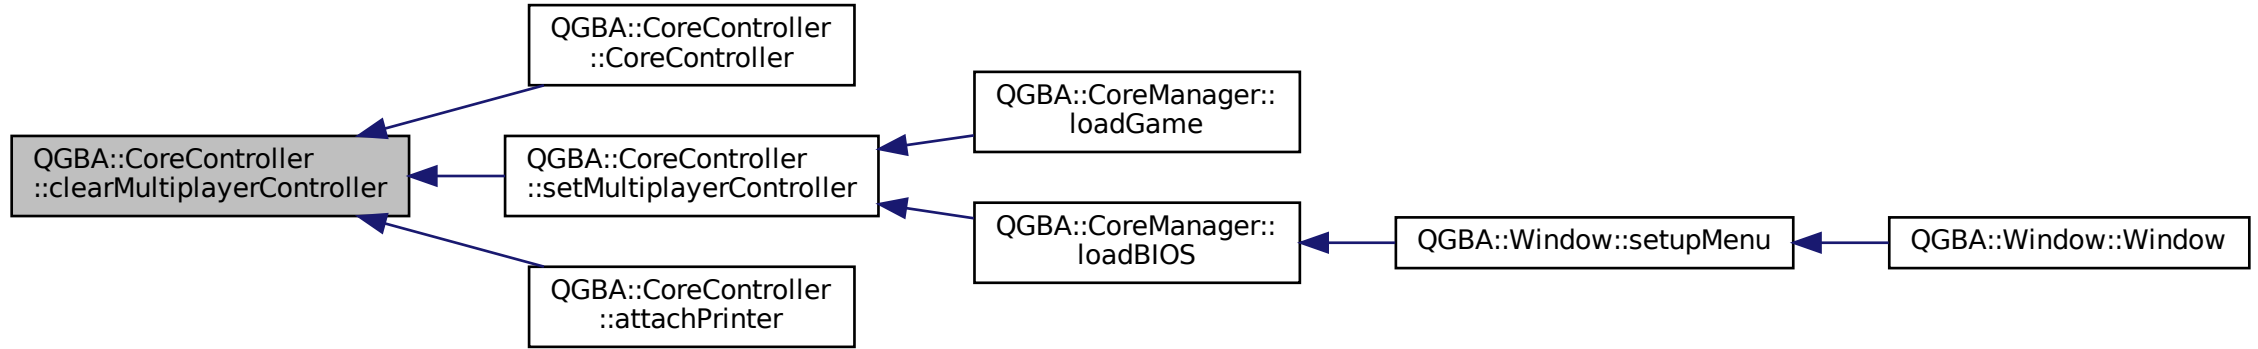 QGBA::CoreController
::clearMultiplayerController
QGBA::CoreController
::CoreController
QGBA::CoreController
::setMultiplayerController
QGBA::CoreController
::attachPrinter
QGBA::CoreManager::
loadGame
QGBA::CoreManager::
loadBIOS
QGBA::Window::setupMenu
QGBA::Window::Window